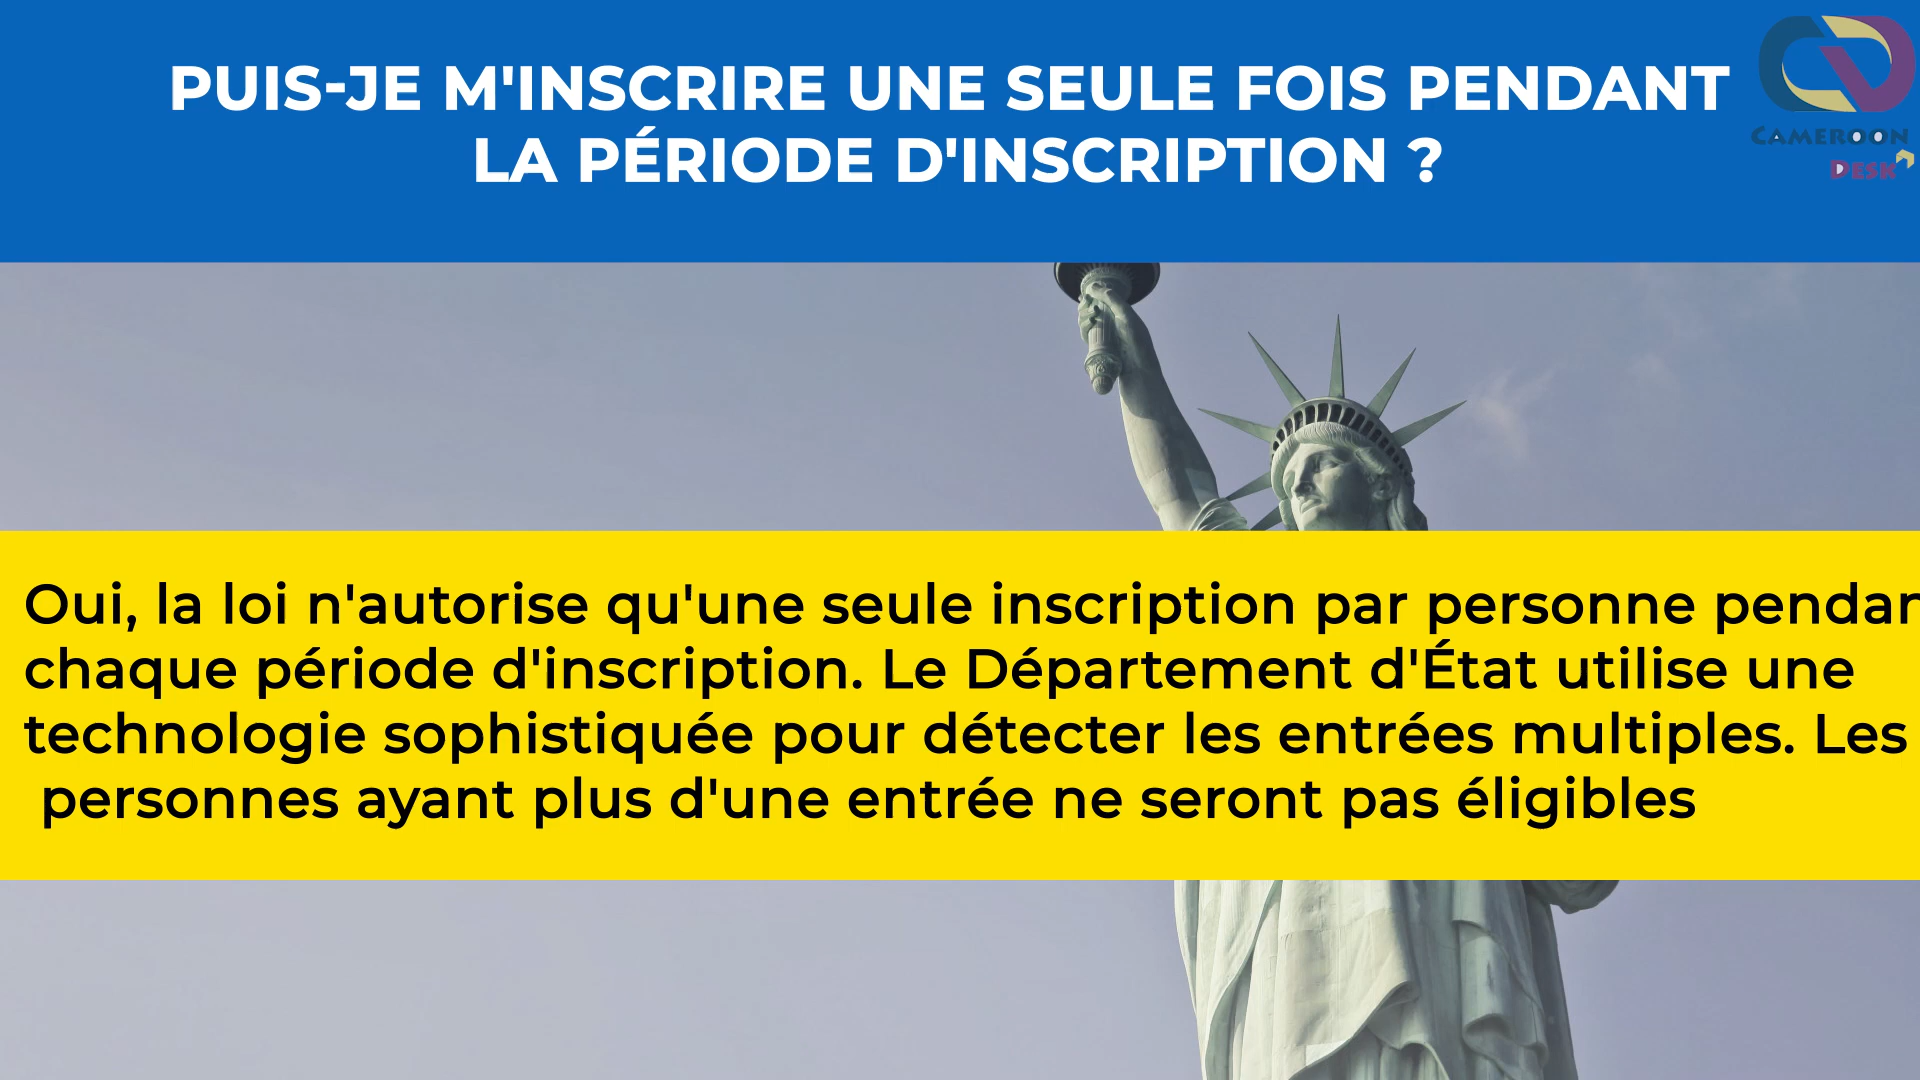 PUIS-JE M'INSCRIRE UNE SEULE FOIS PENDANT
LA PÉRIODE D'INSCRIPTION ?
CAMEROON
DESK
Oui, la loi n'autorise qu'une seule inscription par personne pendan
chaque période d'inscription. Le Département d'État utilise une
technologie sophistiquée pour détecter les entrées multiples. Les
personnes ayant plus d'une entrée ne seront pas éligibles